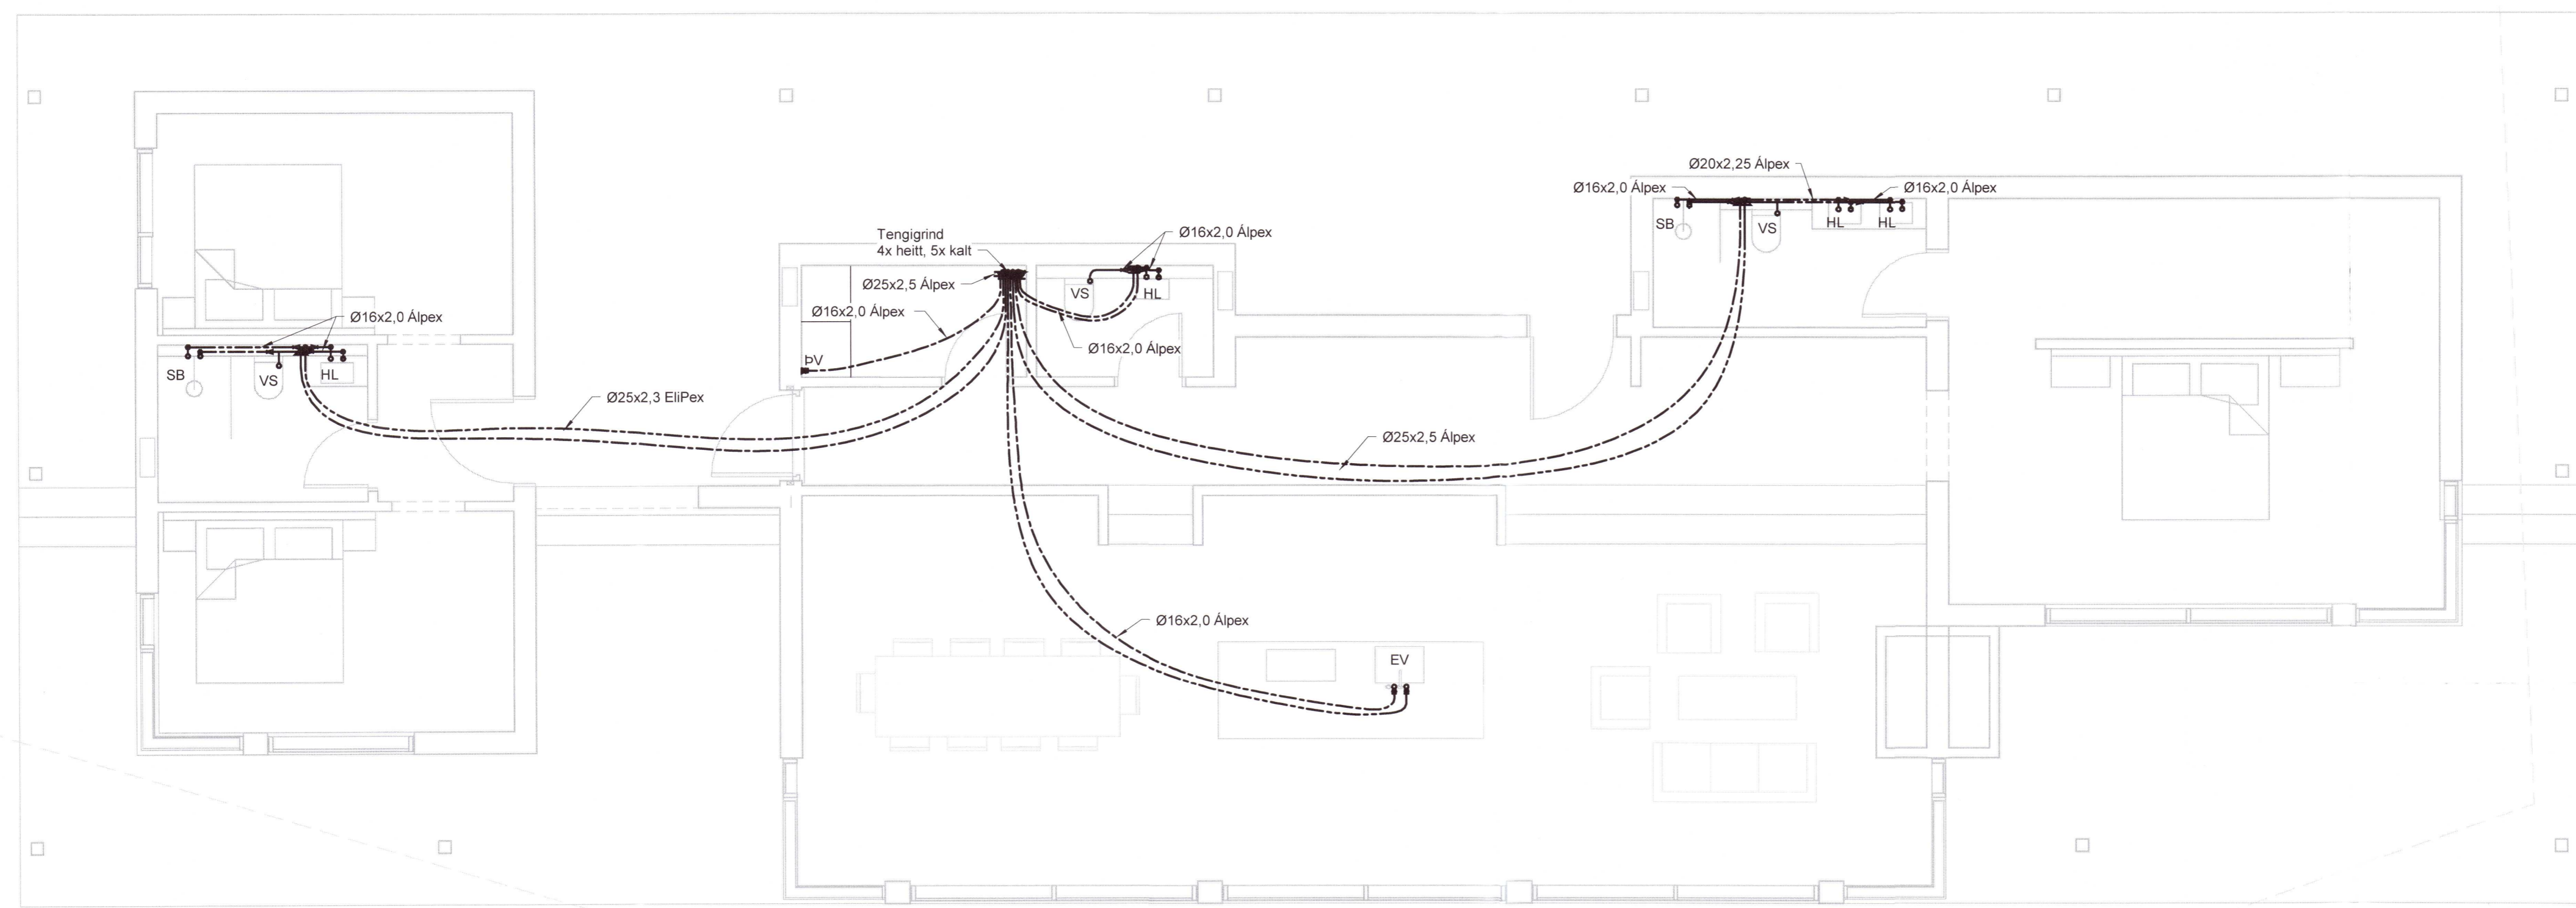 Ø20x2,25 Álpex
Ø16x2,0 Álpex
Ø16x2,0 Álpex
SB
VS
HL
HL
Tengigrind
4x heitt, 5x kalt
Ø16x2,0 Álpex
Ø25x2,5 Álpex
VS
HL
Ø16x2,0 Álpex
Ø16x2,0 Álpex
Ø16x2,0 Álpex
ÞV
SB
VS
HL
Ø25x2,3 EliPex
Ø25x2,5 Álpex
Ø16x2,0 Álpex
EV